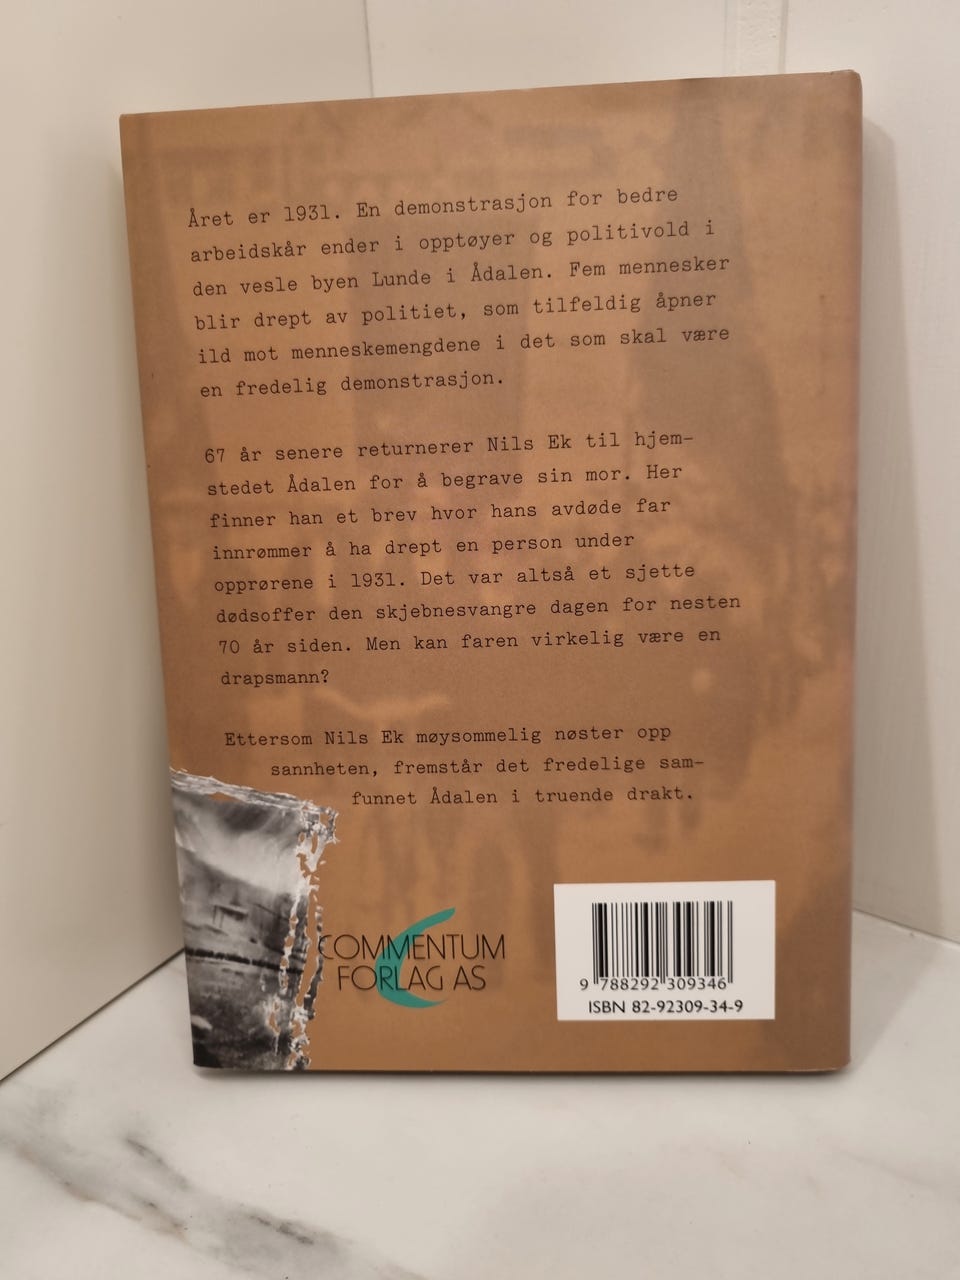 Året er 1931. En demonstrasjon for bedre
arbeidskår ender i opptøyer og politivold i
den vesle byen Lunde i Ådalen. Fem mennesker
blir drept av politiet, som tilfeldig åpner
ild mot menneskemengdene i det som skal være
en fredelig demonstrasjon.
67 år senere returnerer Nils Ek til hjem-
stedet Ådalen for å begrave sin mor. Her
finner han et brev hvor hans avdøde far
innrømmer å ha drept en person under
opprørene i 1931. Det var altså et sjette
dødsoffer den skjebnesvangre dagen for nesten
70 år siden. Men kan faren virkelig være en
drapsmann?
Ettersom Nils Ek møysommelig nøster opp
sannheten, fremstår det fredelige sam-
funnet Ådalen i truende drakt.
COMMENTUM
FORLAG AS
9 788292 309346
ISBN 82-92309-34-9